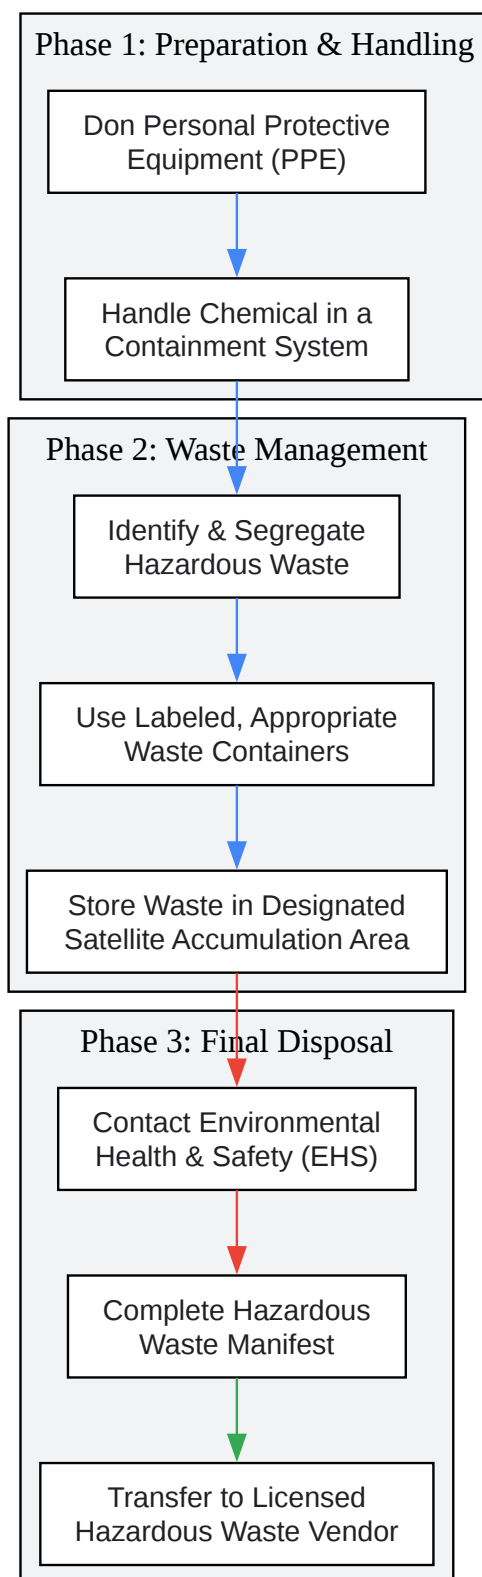 Phase 1: Preparation & Handling
Don Personal Protective
Equipment (PPE)
Handle Chemical in a
Containment System
Phase 2: Waste Management
Identify & Segregate
Hazardous Waste
Use Labeled, Appropriate
Waste Containers
Store Waste in Designated
Satellite Accumulation Area
Phase 3: Final Disposal
Contact Environmental
Health & Safety (EHS)
Complete Hazardous
Waste Manifest
Transfer to Licensed
Hazardous Waste Vendor